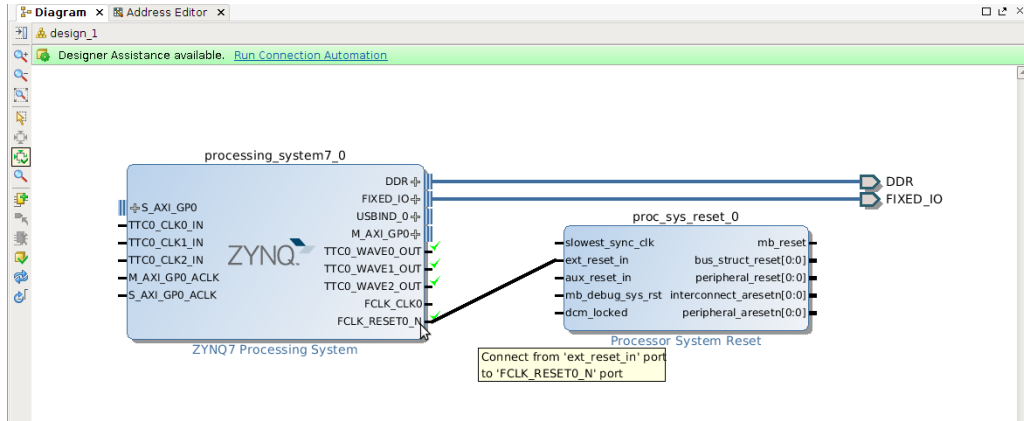 Diagram × Address Editor ×
design_1
Designer Assistance available. Run Connection Automation
processing_system7_0
S_AXI_GP0
TTC0_CLK0_IN
TTC0_CLK1_IN
TTC0_CLK2_IN
M_AXI_GP0_ACLK
S_AXI_GP0_ACLK
ZYNQ
DDR
FIXED_IO
USBIND_0
M_AXI_GP0
TTC0_WAVE0_OUT
TTC0_WAVE1_OUT
TTC0_WAVE2_OUT
FCLK_CLK0
FCLK_RESET0_N
ZYNQ7 Processing System
DDR
FIXED_IO
proc_sys_reset_0
slowest_sync_clk
ext_reset_in
aux_reset_in
mb_debug_sys_rst
dcm_locked
mb_reset
bus_struct_reset[0:0]
peripheral_reset[0:0]
interconnect_aresetn[0:0]
peripheral_aresetn[0:0]
Processor System Reset
Connect from 'ext_reset_in' port
to 'FCLK_RESET0_N' port